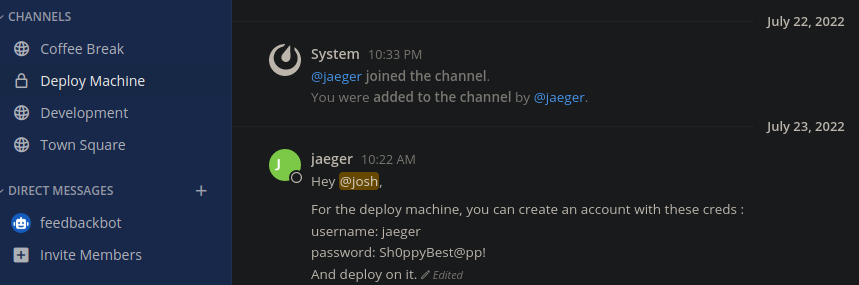 CHANNELS
Coffee Break
Deploy Machine
Development
Town Square
DIRECT MESSAGES +
feedbackbot
Invite Members
July 22, 2022
System 10:33 PM
@jaeger joined the channel.
You were added to the channel by @jaeger.
July 23, 2022
J
jaeger 10:22 AM
Hey @josh,
For the deploy machine, you can create an account with these creds :
username: jaeger
password: Sh0ppyBest@pp!
And deploy on it. Edited